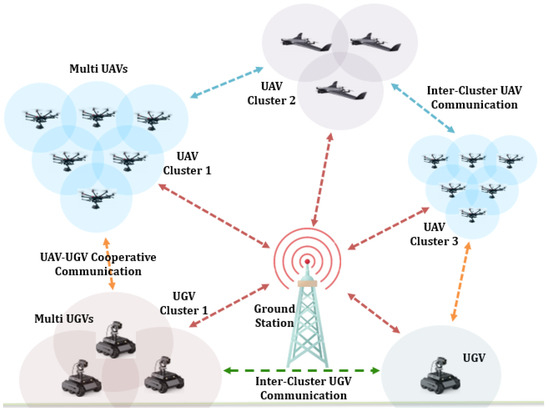 Multi UAVs
UAV
Cluster 2
Inter-Cluster UAV
Communication
UAV
Cluster 1
UAV
Cluster 3
UAV-UGV Cooperative
Communication
UGV
Cluster 1
Ground
Station
Multi UGVs
UGV
Inter-Cluster UGV
Communication